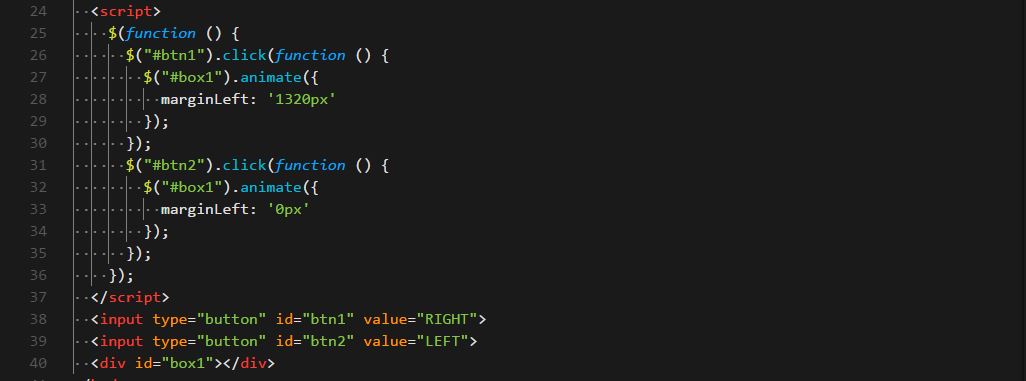 24 <script>
25 $(function () {
26 $("#btn1").click(function () {
27 $("#box1").animate({
28 marginLeft: '1320px'
29 });
30 });
31 $("#btn2").click(function () {
32 $("#box1").animate({
33 marginLeft: '0px'
34 });
35 });
36 });
37 </script>
38 <input type="button" id="btn1" value="RIGHT">
39 <input type="button" id="btn2" value="LEFT">
40 <div id="box1"></div>